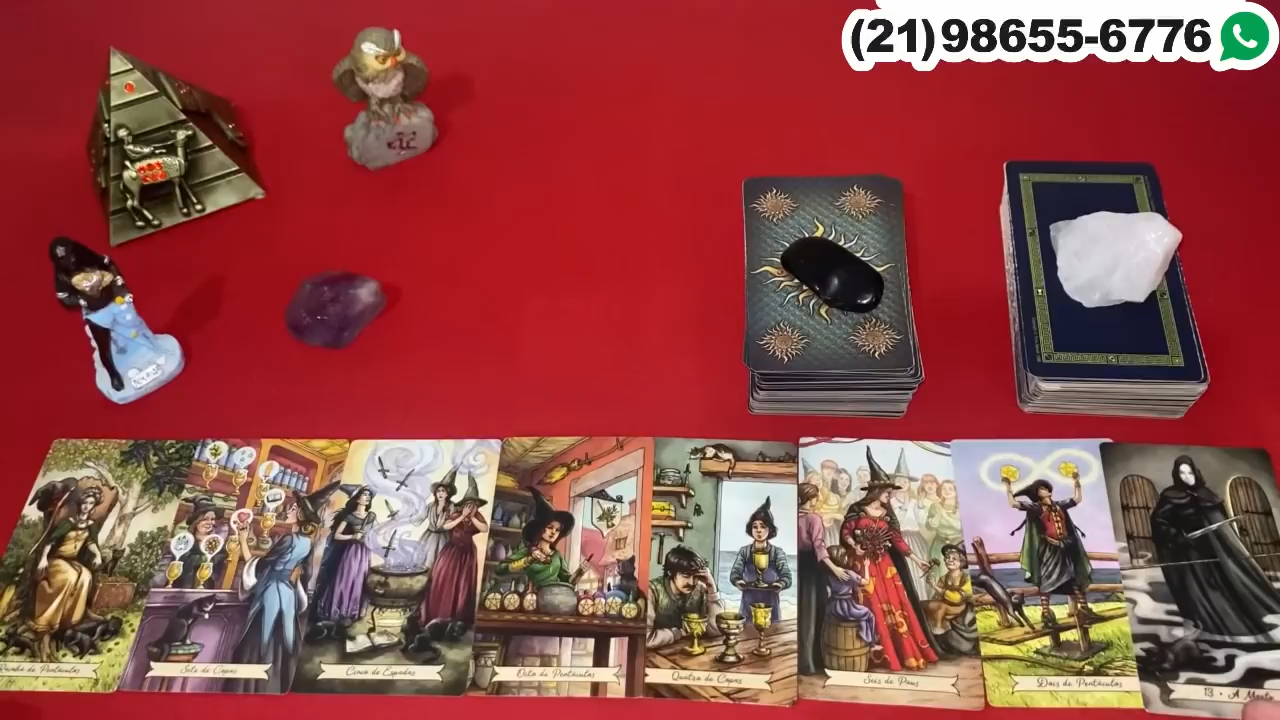 (21)98655-6776
Rainha de Pentáculos
Sete de Copas
Cinco de Espadas
Oito de Pentáculos
Quatro de Copas
Seis de Paus
Dois de Pentáculos
13 • A Morte